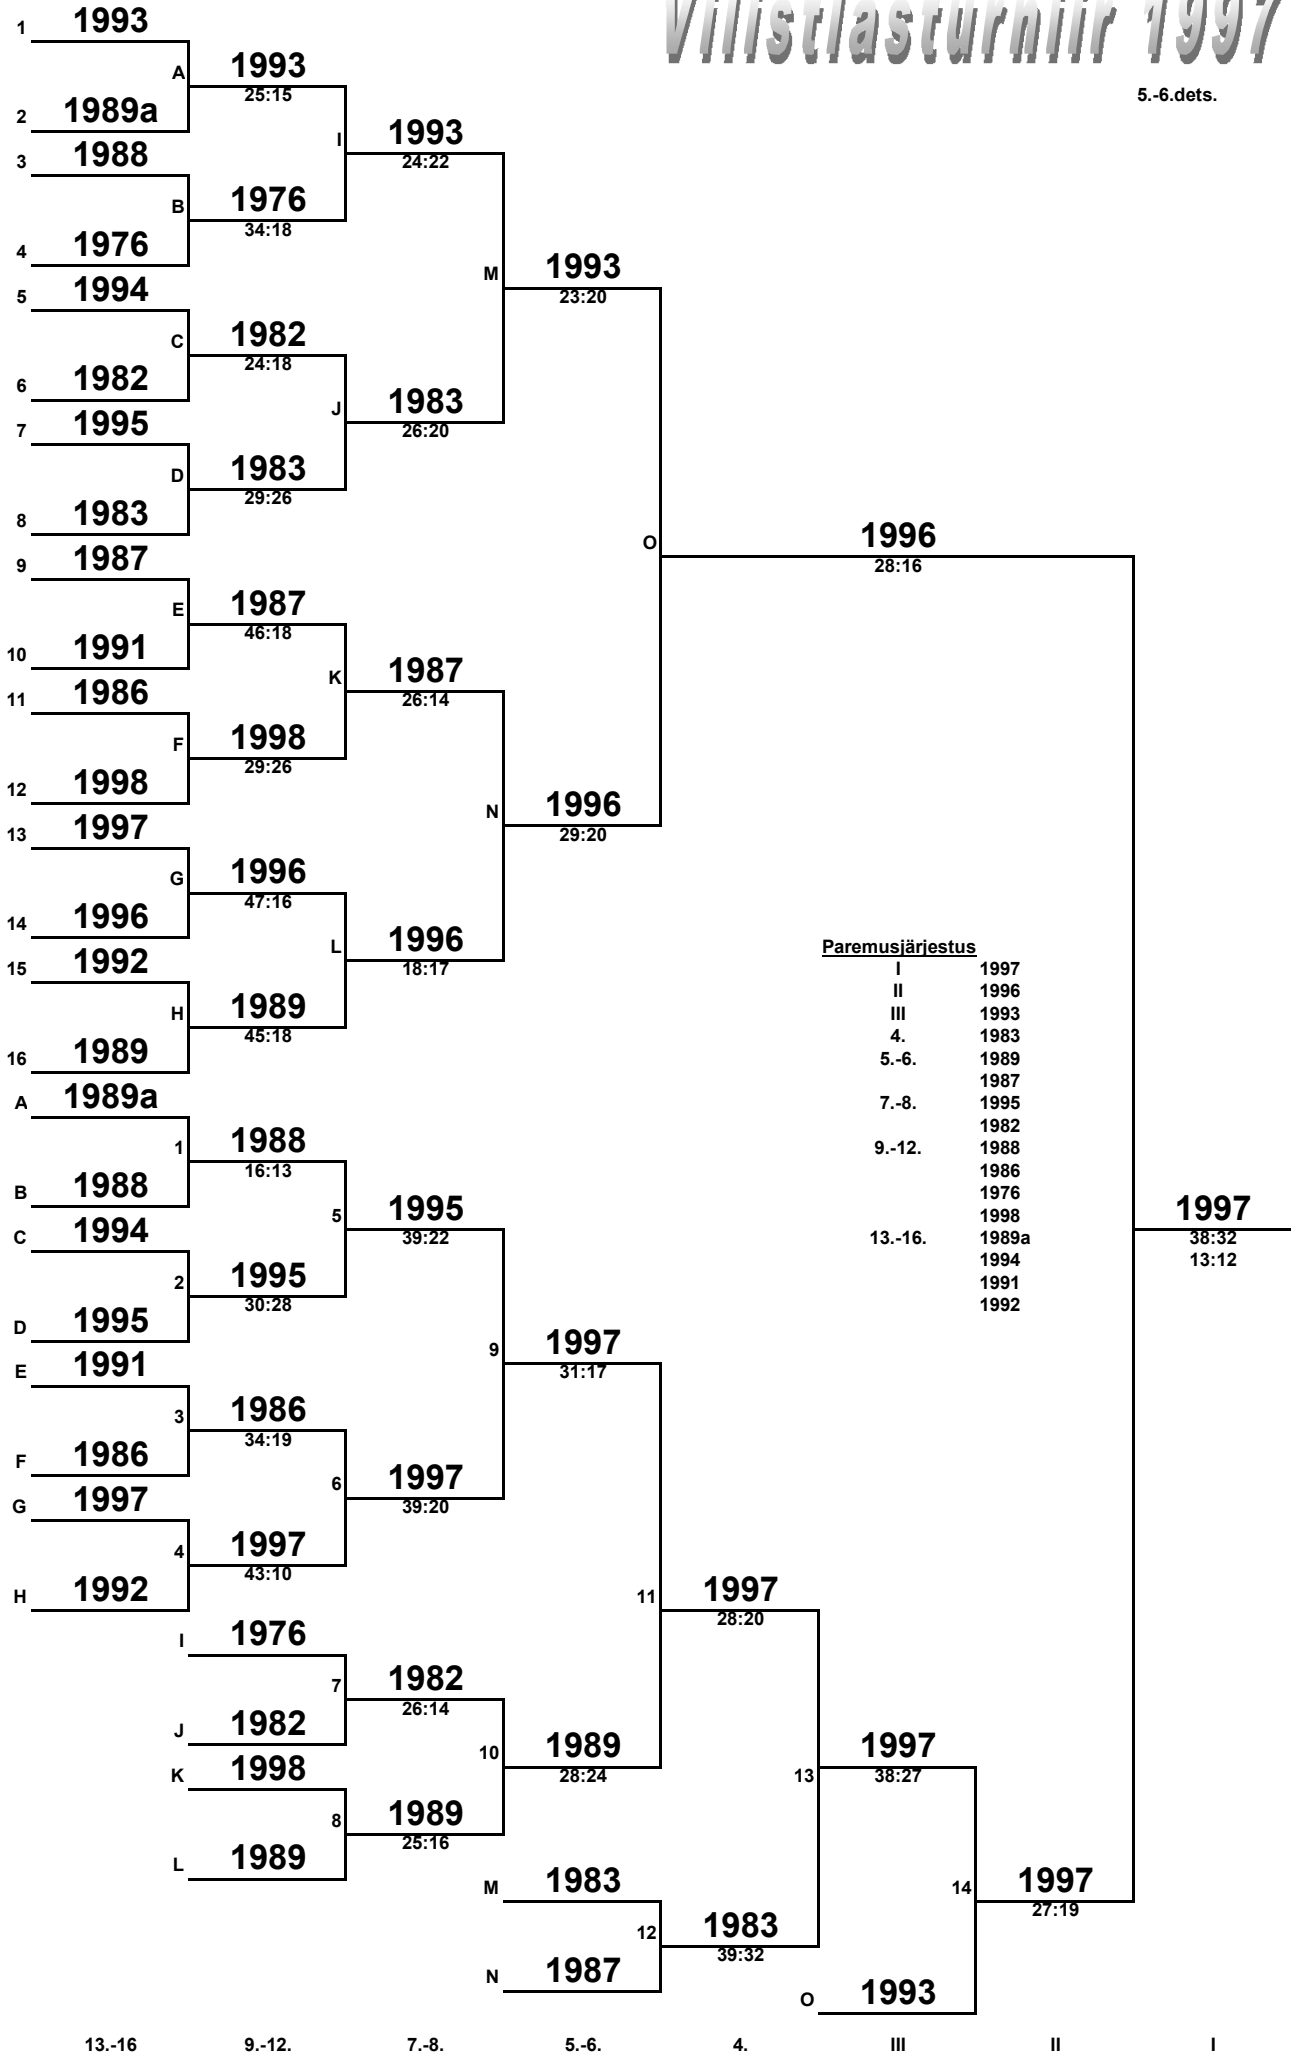 Vilistlasturniir 1997
5.-6.dets.
1 1993
A 1993
25:15
2 1989a
I 1993
24:22
3 1988
B 1976
34:18
4 1976
M 1993
23:20
5 1994
C 1982
24:18
6 1982
J 1983
26:20
7 1995
D 1983
29:26
8 1983
O 1996
28:16
9 1987
E 1987
46:18
10 1991
K 1987
26:14
11 1986
F 1998
29:26
12 1998
N 1996
29:20
13 1997
G 1996
47:16
14 1996
L 1996
18:17
15 1992
H 1989
45:18
16 1989
Paremusjärjestus
I 1997
II 1996
III 1993
4. 1983
5.-6. 1989
1987
7.-8. 1995
1982
9.-12. 1988
1986
1976
1998
13.-16. 1989a
1994
1991
1992
1997
38:32
13:12
A 1989a
1 1988
16:13
B 1988
5 1995
39:22
C 1994
2 1995
30:28
D 1995
9 1997
31:17
E 1991
3 1986
34:19
F 1986
6 1997
39:20
G 1997
4 1997
43:10
H 1992
11 1997
28:20
I 1976
7 1982
26:14
J 1982
10 1989
28:24
K 1998
8 1989
25:16
L 1989
13 1997
38:27
M 1983
12 1983
39:32
N 1987
14 1997
27:19
O 1993
13.-16 9.-12. 7.-8. 5.-6. 4. III II I